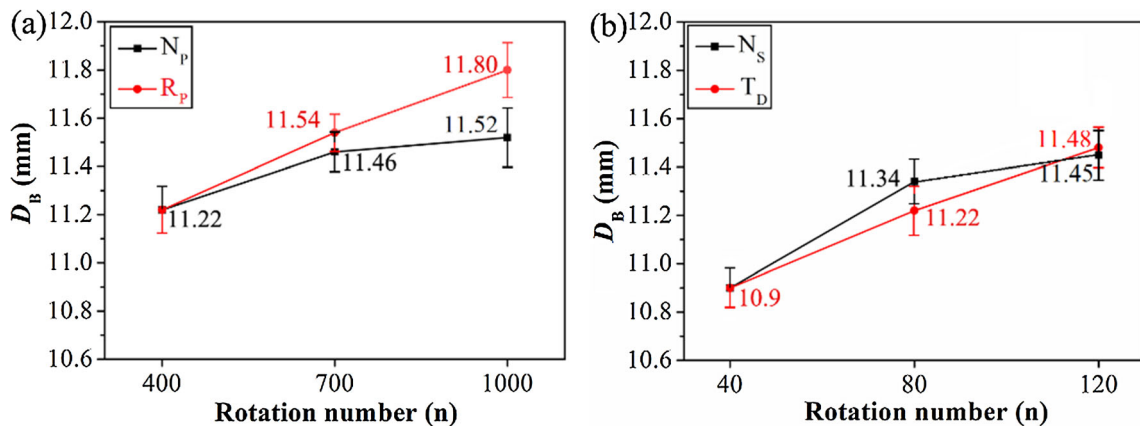 (a)
N_P
R_P
12.0
11.8
11.6
11.4
11.2
11.0
10.8
10.6
D_B (mm)
11.22
11.54
11.46
11.80
11.52
400 700 1000
Rotation number (n)
(b)
N_S
T_D
12.0
11.8
11.6
11.4
11.2
11.0
10.8
10.6
D_B (mm)
10.9
11.34
11.22
11.48
11.45
40 80 120
Rotation number (n)